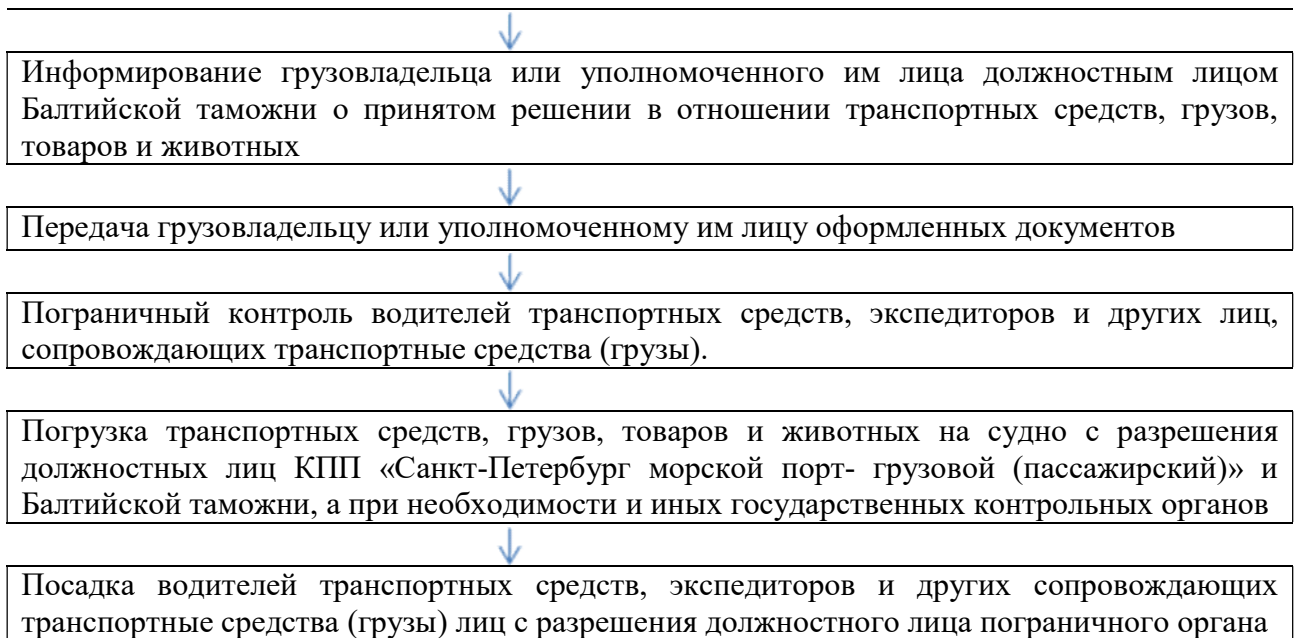 Информирование грузовладельца или уполномоченного им лица должностным лицом
Балтийской таможни о принятом решении в отношении транспортных средств, грузов,
товаров и животных
Передача грузовладельцу или уполномоченному им лицу оформленных документов
Пограничный контроль водителей транспортных средств, экспедиторов и других лиц,
сопровождающих транспортные средства (грузы).
Погрузка транспортных средств, грузов, товаров и животных на судно с разрешения
должностных лиц КПП «Санкт-Петербург морской порт- грузовой (пассажирский)» и
Балтийской таможни, а при необходимости и иных государственных контрольных органов
Посадка водителей транспортных средств, экспедиторов и других сопровождающих
транспортные средства (грузы) лиц с разрешения должностного лица пограничного органа